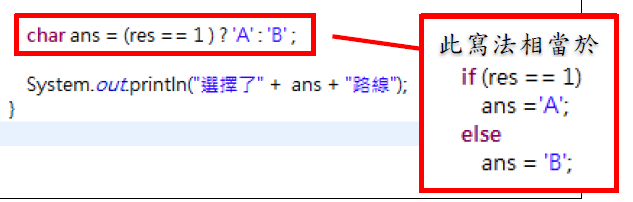 char ans = (res == 1 ) ? 'A' : 'B' ;
System.out.println("選擇了" + ans + "路線");
}
此寫法相當於
if (res == 1)
ans ='A';
else
ans = 'B';